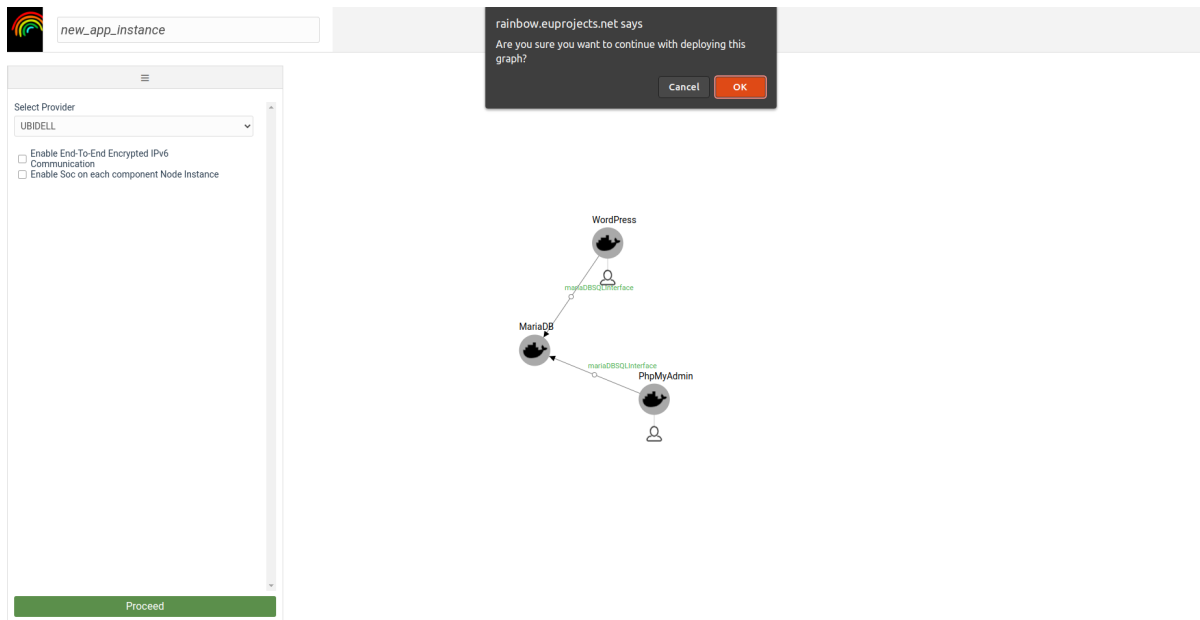 new_app_instance
rainbow.euprojects.net says
Are you sure you want to continue with deploying this
graph?
Cancel
OK
Select Provider
UBIDELL
Enable End-To-End Encrypted IPv6
Communication
Enable Soc on each component Node Instance
WordPress
mariaDBSQLInterface
MariaDB
mariaDBSQLInterface
PhpMyAdmin
Proceed